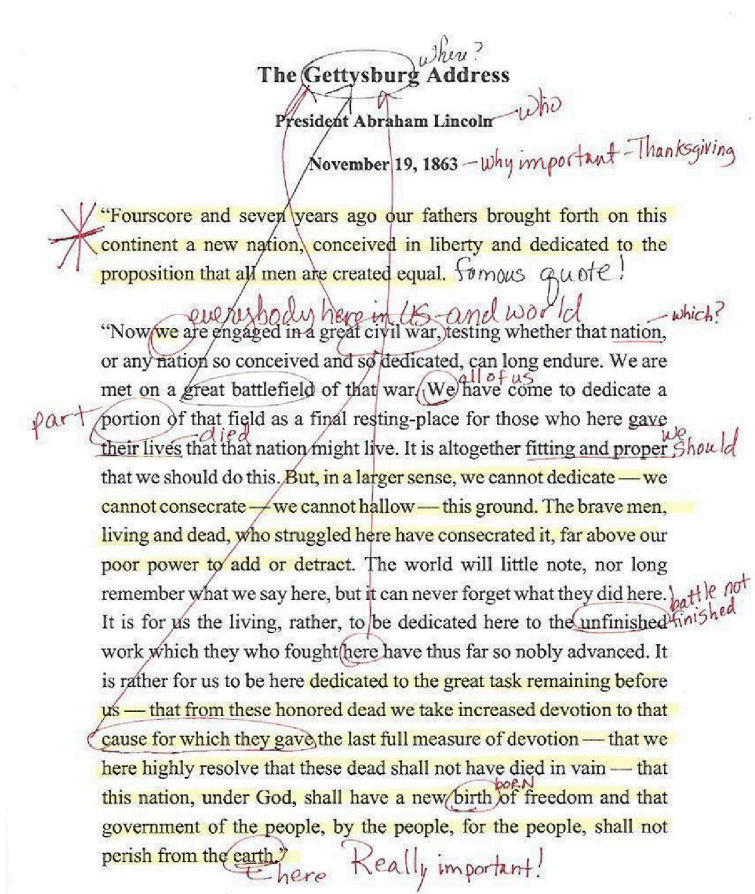 where?
The Gettysburg Address
President Abraham Lincoln who
November 19, 1863 - why important - Thanksgiving
“Fourscore and seven years ago our fathers brought forth on this
continent a new nation, conceived in liberty and dedicated to the
proposition that all men are created equal. famous quote!
everybody here in US - and world
“Now we are engaged in a great civil war, testing whether that nation, which?
or any nation so conceived and so dedicated, can long endure. We are
met on a great battlefield of that war. We have come to dedicate a
all of us
part portion of that field as a final resting-place for those who here gave
their lives that that nation might live. It is altogether fitting and proper we should
died
that we should do this. But, in a larger sense, we cannot dedicate — we
cannot consecrate — we cannot hallow — this ground. The brave men,
living and dead, who struggled here have consecrated it, far above our
poor power to add or detract. The world will little note, nor long
remember what we say here, but it can never forget what they did here.
It is for us the living, rather, to be dedicated here to the unfinished battle not finished
work which they who fought here have thus far so nobly advanced. It
is rather for us to be here dedicated to the great task remaining before
us — that from these honored dead we take increased devotion to that
cause for which they gave the last full measure of devotion — that we
here highly resolve that these dead shall not have died in vain — that
born
this nation, under God, shall have a new birth of freedom and that
government of the people, by the people, for the people, shall not
perish from the earth.”
there Really important!